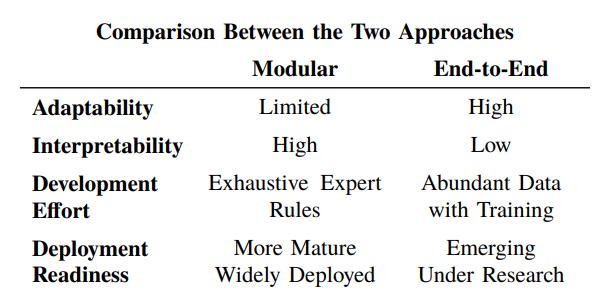 Comparison Between the Two Approaches
Modular End-to-End
Adaptability Limited High
Interpretability High Low
Development Exhaustive Expert Abundant Data
Effort Rules with Training
Deployment More Mature Emerging
Readiness Widely Deployed Under Research